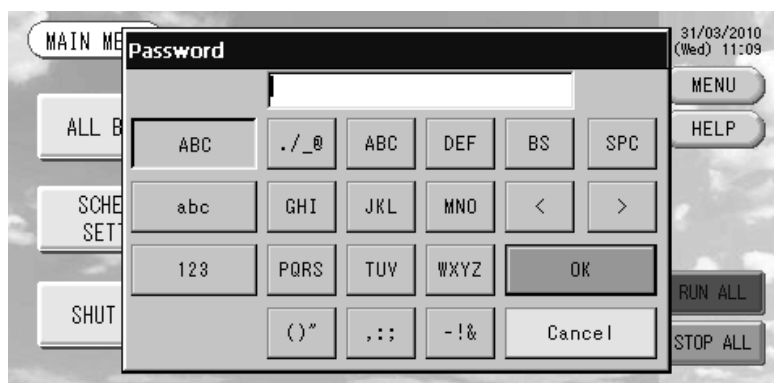 MAIN ME
Password
31/03/2010
(Wed) 11:09
MENU
ALL B
HELP
ABC
./_@
ABC
DEF
BS
SPC
SCHE
SETT
abc
GHI
JKL
MNO
<
>
123
PQRS
TUV
WXYZ
OK
RUN ALL
SHUT
()"
,:;
-!&
Cancel
STOP ALL